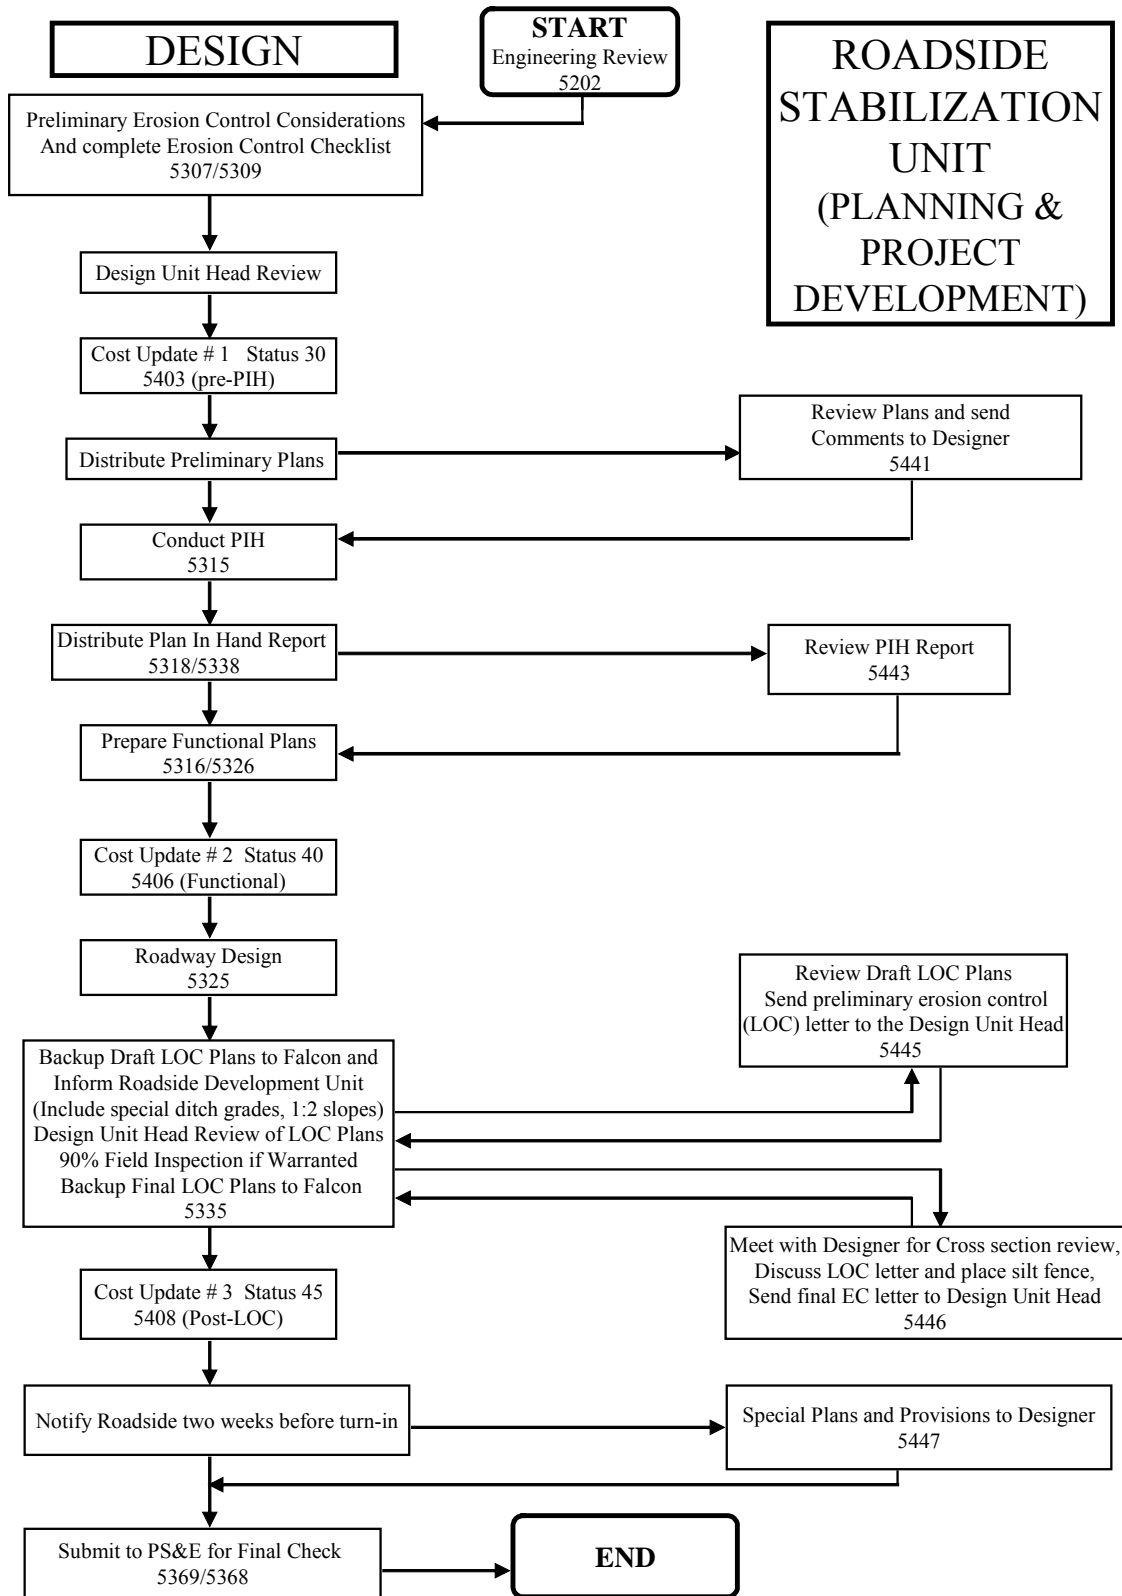 DESIGN
START
Engineering Review
5202
ROADSIDE
STABILIZATION
UNIT
(PLANNING &
PROJECT
DEVELOPMENT)
Preliminary Erosion Control Considerations
And complete Erosion Control Checklist
5307/5309
Design Unit Head Review
Cost Update # 1 Status 30
5403 (pre-PIH)
Distribute Preliminary Plans
Review Plans and send
Comments to Designer
5441
Conduct PIH
5315
Distribute Plan In Hand Report
5318/5338
Review PIH Report
5443
Prepare Functional Plans
5316/5326
Cost Update # 2 Status 40
5406 (Functional)
Roadway Design
5325
Review Draft LOC Plans
Send preliminary erosion control
(LOC) letter to the Design Unit Head
5445
Backup Draft LOC Plans to Falcon and
Inform Roadside Development Unit
(Include special ditch grades, 1:2 slopes)
Design Unit Head Review of LOC Plans
90% Field Inspection if Warranted
Backup Final LOC Plans to Falcon
5335
Meet with Designer for Cross section review,
Discuss LOC letter and place silt fence,
Send final EC letter to Design Unit Head
5446
Cost Update # 3 Status 45
5408 (Post-LOC)
Notify Roadside two weeks before turn-in
Special Plans and Provisions to Designer
5447
Submit to PS&E for Final Check
5369/5368
END